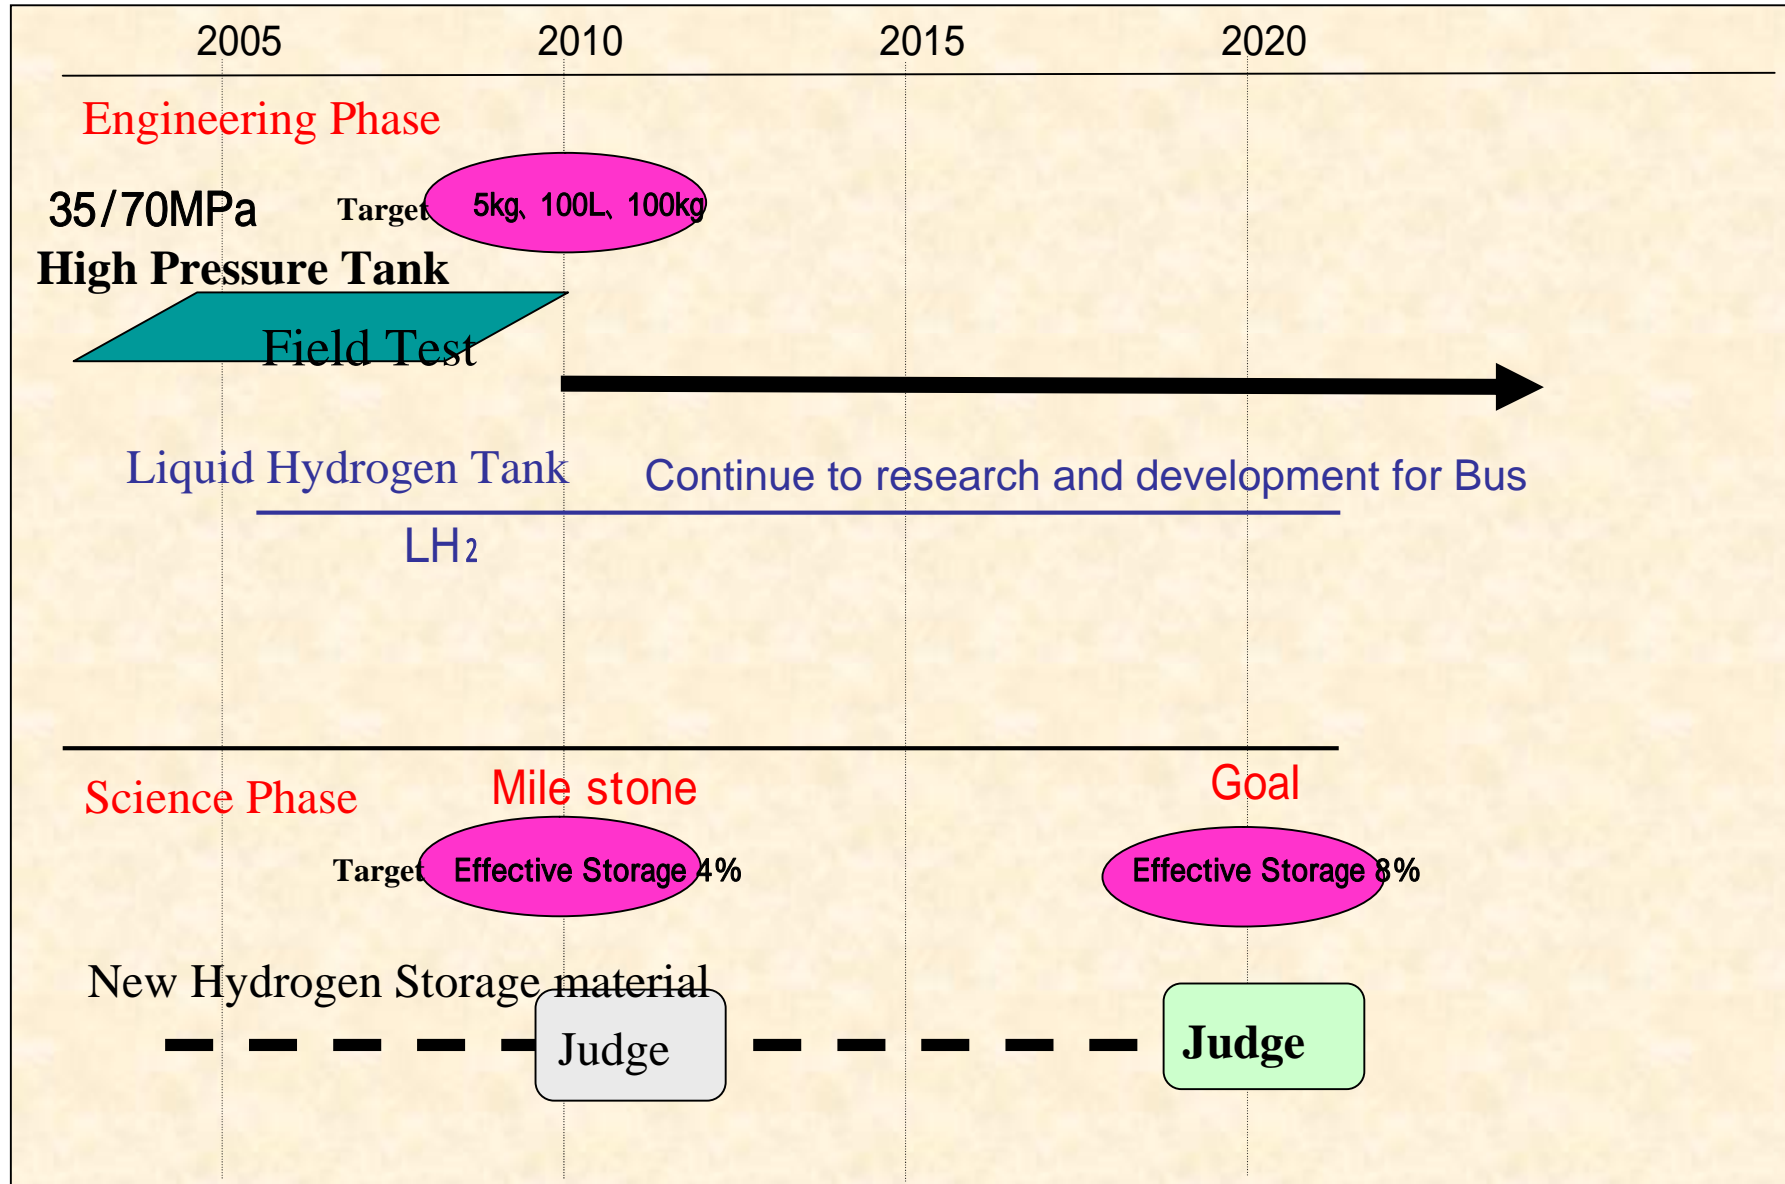 2005 2010 2015 2020
Engineering Phase
35/70MPa Target 5kg、100L、100kg
High Pressure Tank
Field Test
Liquid Hydrogen Tank Continue to research and development for Bus
LH2
Science Phase Mile stone Goal
Target Effective Storage 4% Effective Storage 8%
New Hydrogen Storage material
Judge Judge